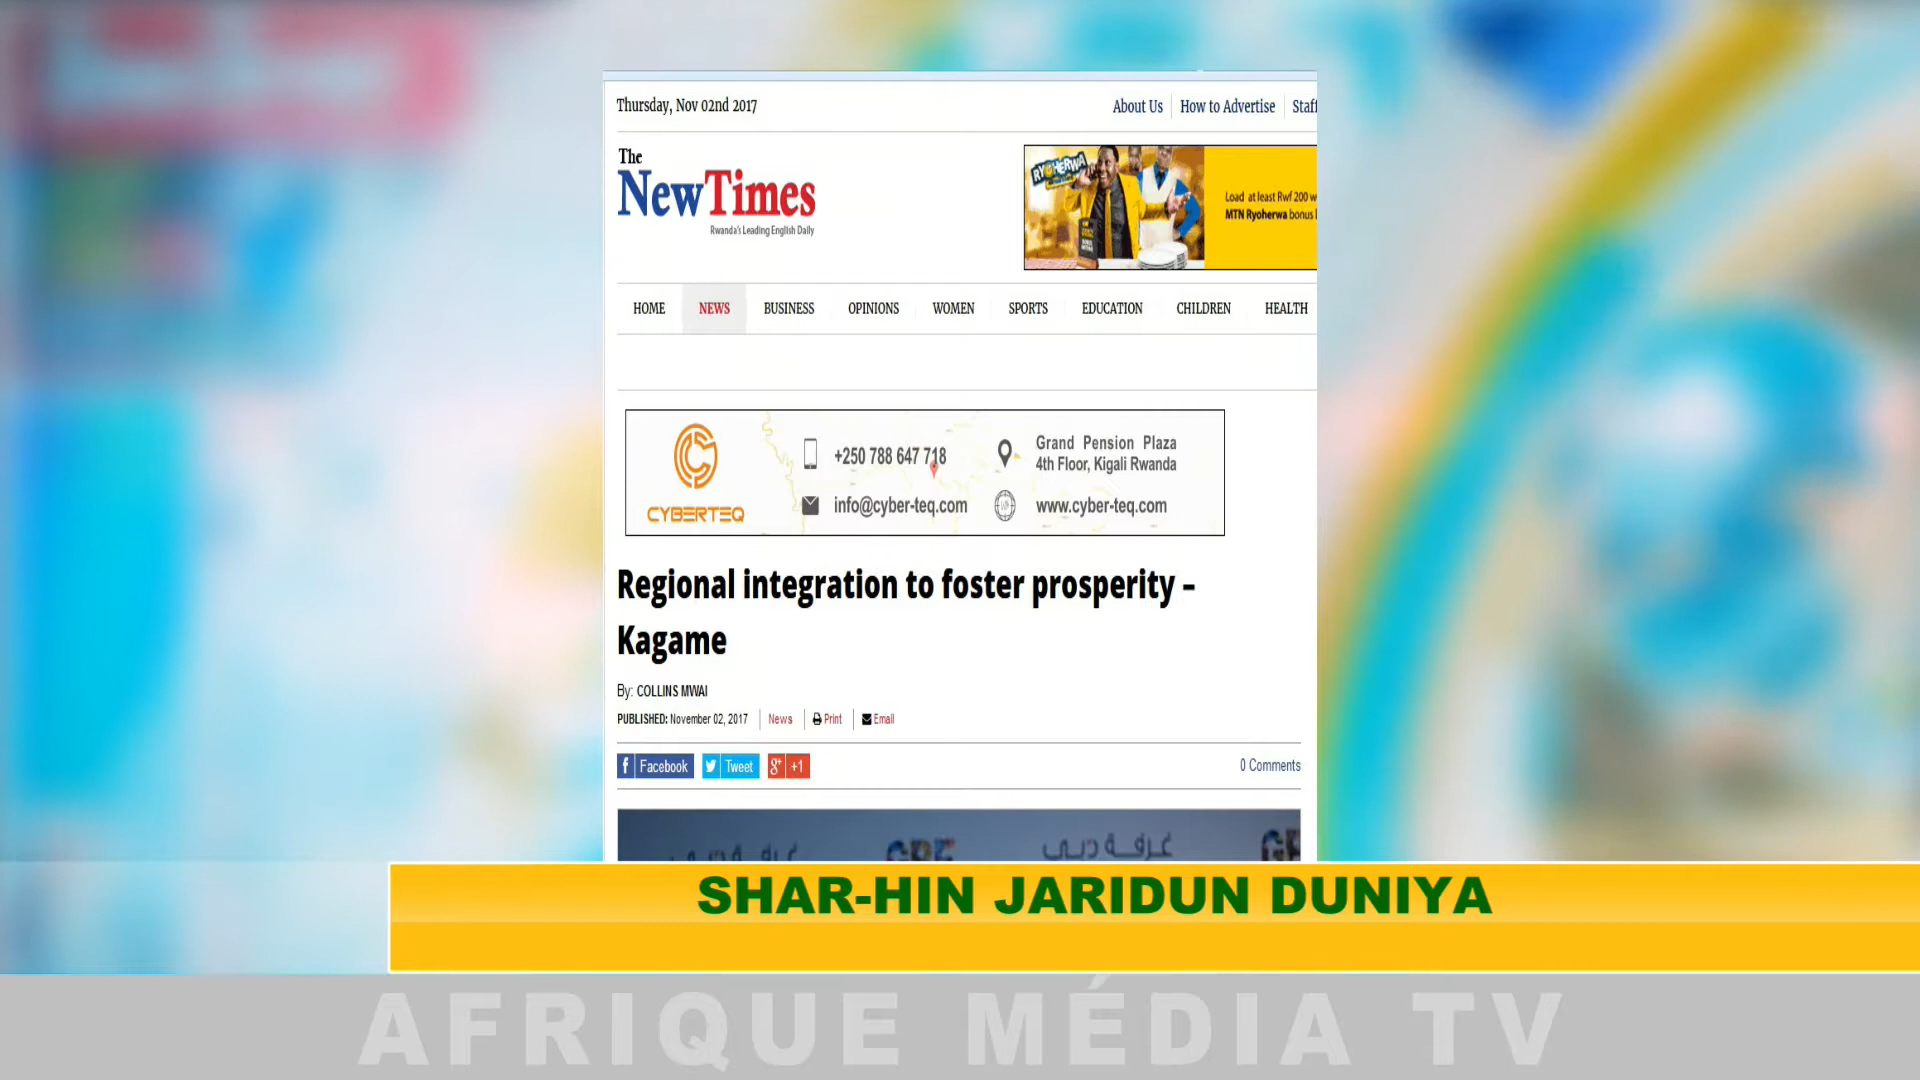 Thursday, Nov 02nd 2017
About Us
How to Advertise
Staff
The
NewTimes
Rwanda's Leading English Daily
RYOHERWA
Load at least Rwf 200 w
MTN Ryoherwa bonus
HOME
NEWS
BUSINESS
OPINIONS
WOMEN
SPORTS
EDUCATION
CHILDREN
HEALTH
CYBERTEQ
+250 788 647 718
info@cyber-teq.com
Grand Pension Plaza
4th Floor, Kigali Rwanda
www.cyber-teq.com
Regional integration to foster prosperity –
Kagame
By: COLLINS MWAI
PUBLISHED: November 02, 2017
News
Print
Email
Facebook
Tweet
g+ +1
0 Comments
غرفة دبي
SHAR-HIN JARIDUN DUNIYA
AFRIQUE MÉDIA TV